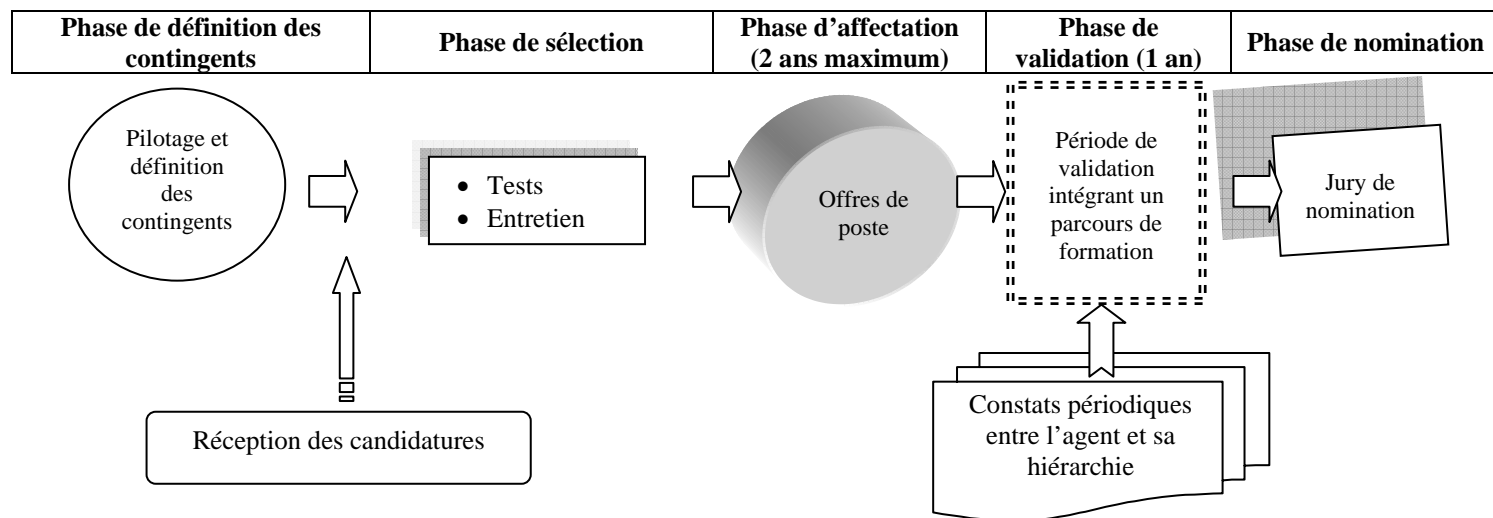 Phase de définition des
contingents
Phase de sélection
Phase d’affectation
(2 ans maximum)
Phase de
validation (1 an)
Phase de nomination
Pilotage et
définition
des
contingents
• Tests
• Entretien
Offres de
poste
Période de
validation
intégrant un
parcours de
formation
Jury de
nomination
Réception des candidatures
Constats périodiques
entre l’agent et sa
hiérarchie